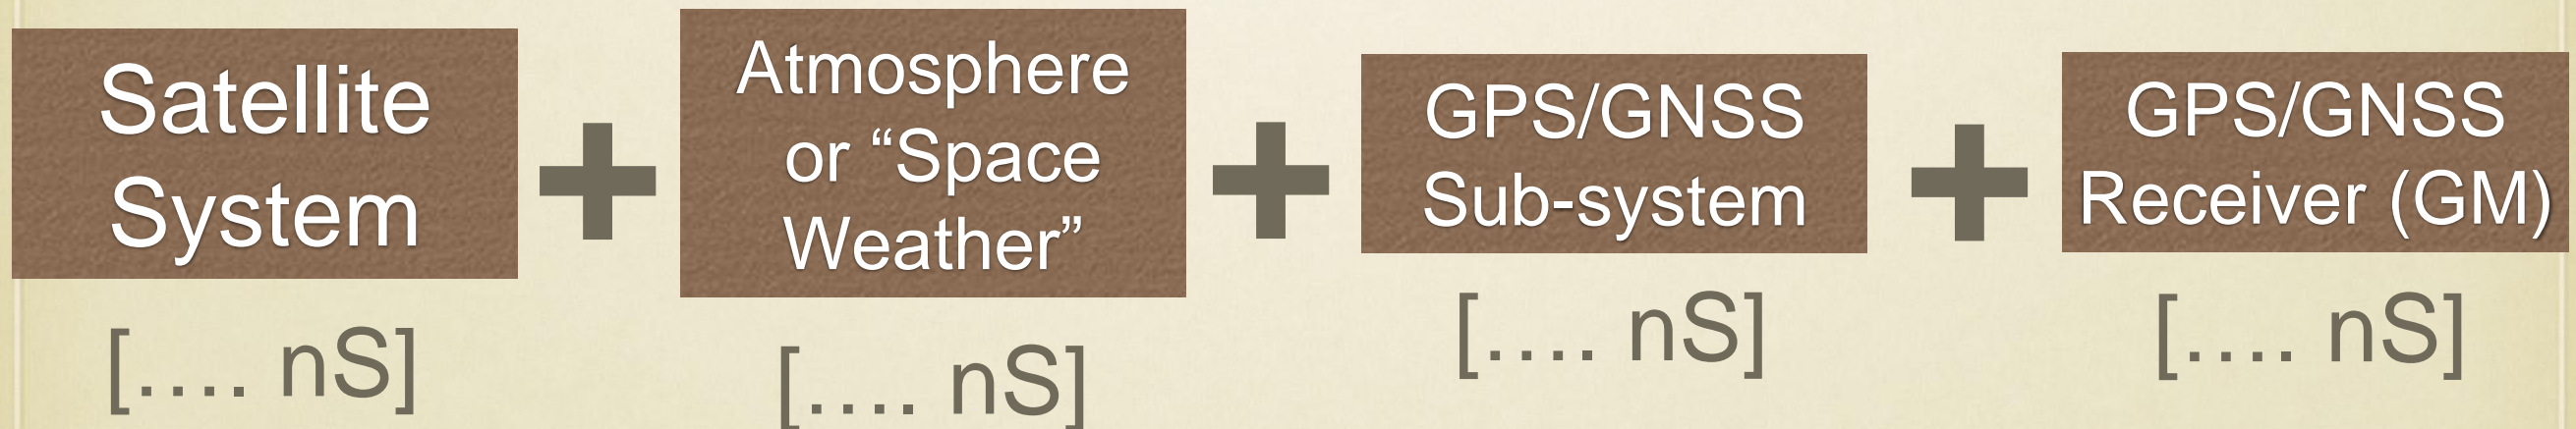 Satellite
System
[.... nS]
+
Atmosphere
or “Space
Weather”
[.... nS]
+
GPS/GNSS
Sub-system
[.... nS]
+
GPS/GNSS
Receiver (GM)
[.... nS]